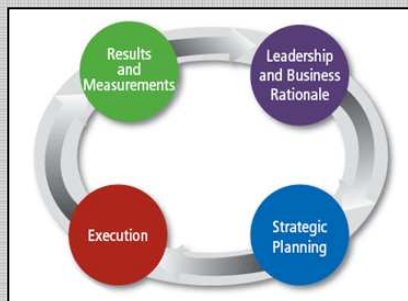 Results
and
Measurements
Leadership
and Business
Rationale
Execution
Strategic
Planning